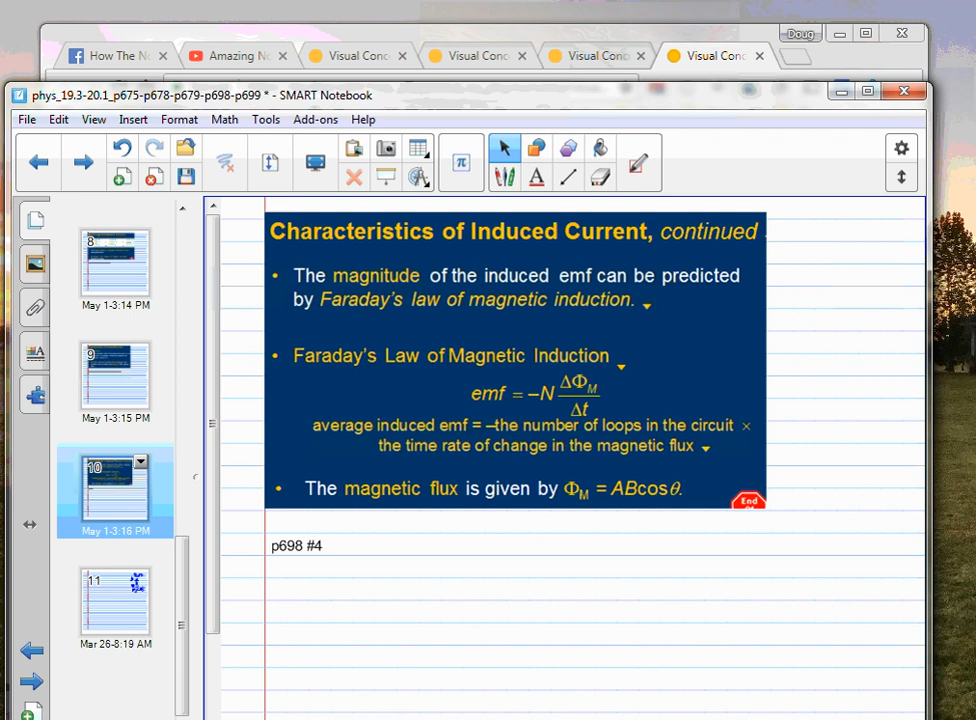 Doug
How The No
Amazing No
Visual Conc
Visual Conc
Visual Conc
Visual Conc
phys_19.3-20.1_p675-p678-p679-p698-p699 * - SMART Notebook
File Edit View Insert Format Math Tools Add-ons Help
π
A
8
May 1-3:14 PM
9
May 1-3:15 PM
10
May 1-3:16 PM
11
Mar 26-8:19 AM
Characteristics of Induced Current, continued
• The magnitude of the induced emf can be predicted
by Faraday's law of magnetic induction.
• Faraday's Law of Magnetic Induction
emf = –N ΔΦM/Δt
average induced emf = –the number of loops in the circuit ×
the time rate of change in the magnetic flux
• The magnetic flux is given by ΦM = ABcosθ.
End
p698 #4